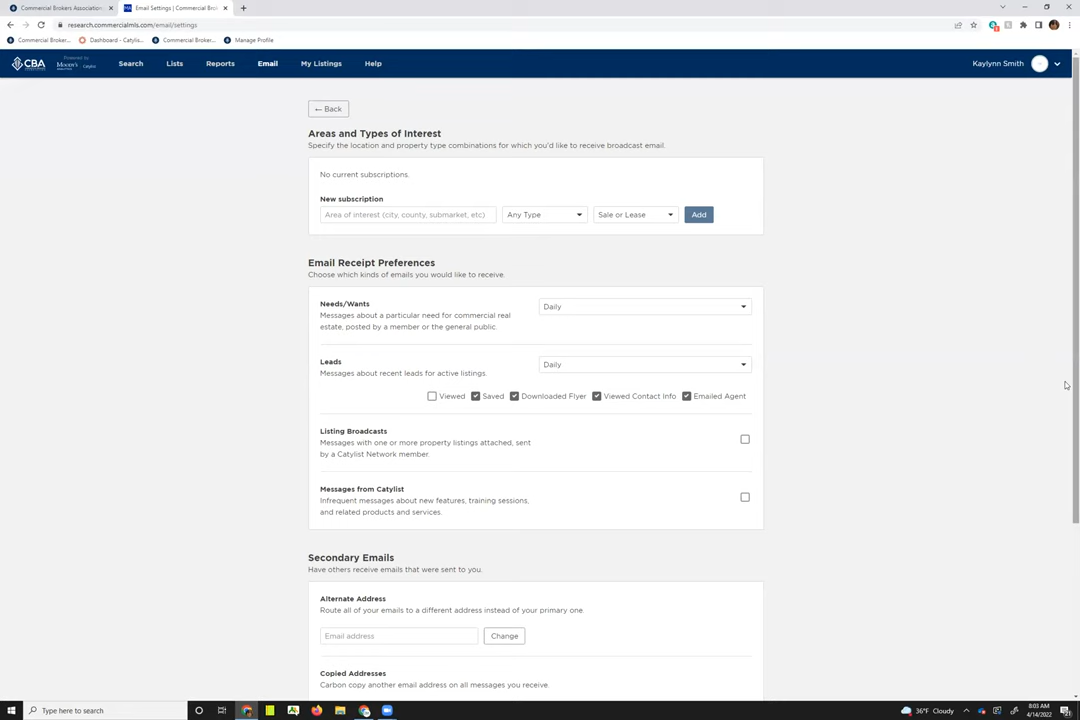 Commercial Brokers Association
Email Settings | Commercial Bro
research.commercialmls.com/email/settings
Commercial Broker...
Dashboard - Catylis...
Commercial Broker...
Manage Profile
CBA
Powered by
Moody's
Analytics
Catylist
Search
Lists
Reports
Email
My Listings
Help
Kaylynn Smith
← Back
Areas and Types of Interest
Specify the location and property type combinations for which you'd like to receive broadcast email.
No current subscriptions.
New subscription
Area of interest (city, county, submarket, etc)
Any Type
Sale or Lease
Add
Email Receipt Preferences
Choose which kinds of emails you would like to receive.
Needs/Wants
Daily
Messages about a particular need for commercial real
estate, posted by a member or the general public.
Leads
Daily
Messages about recent leads for active listings.
Viewed
Saved
Downloaded Flyer
Viewed Contact Info
Emailed Agent
Listing Broadcasts
Messages with one or more property listings attached, sent
by a Catylist Network member.
Messages from Catylist
Infrequent messages about new features, training sessions,
and related products and services.
Secondary Emails
Have others receive emails that were sent to you.
Alternate Address
Route all of your emails to a different address instead of your primary one.
Email address
Change
Copied Addresses
Carbon copy another email address on all messages you receive.
Type here to search
36°F Cloudy
8:03 AM
4/14/2022